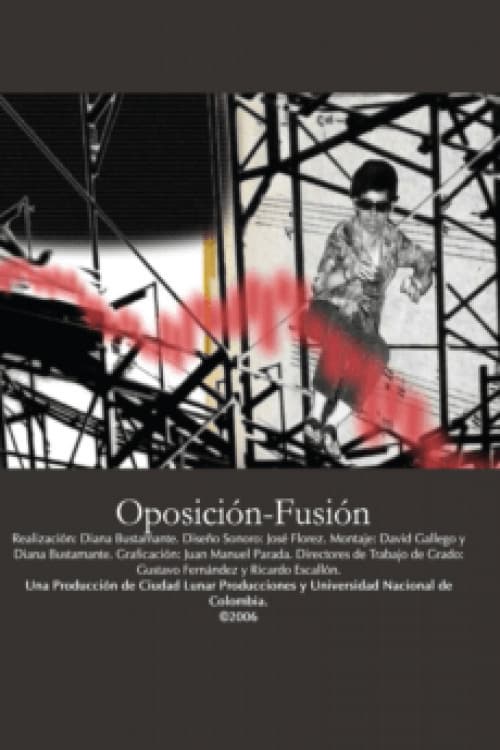 Oposición-Fusión
Realización: Diana Bustamante. Diseño Sonoro: José Florez. Montaje: David Gallego y
Diana Bustamante. Graficación: Juan Manuel Parada. Directores de Trabajo de Grado:
Gustavo Fernández y Ricardo Escallón.
Una Producción de Ciudad Lunar Producciones y Universidad Nacional de
Colombia.
©2006